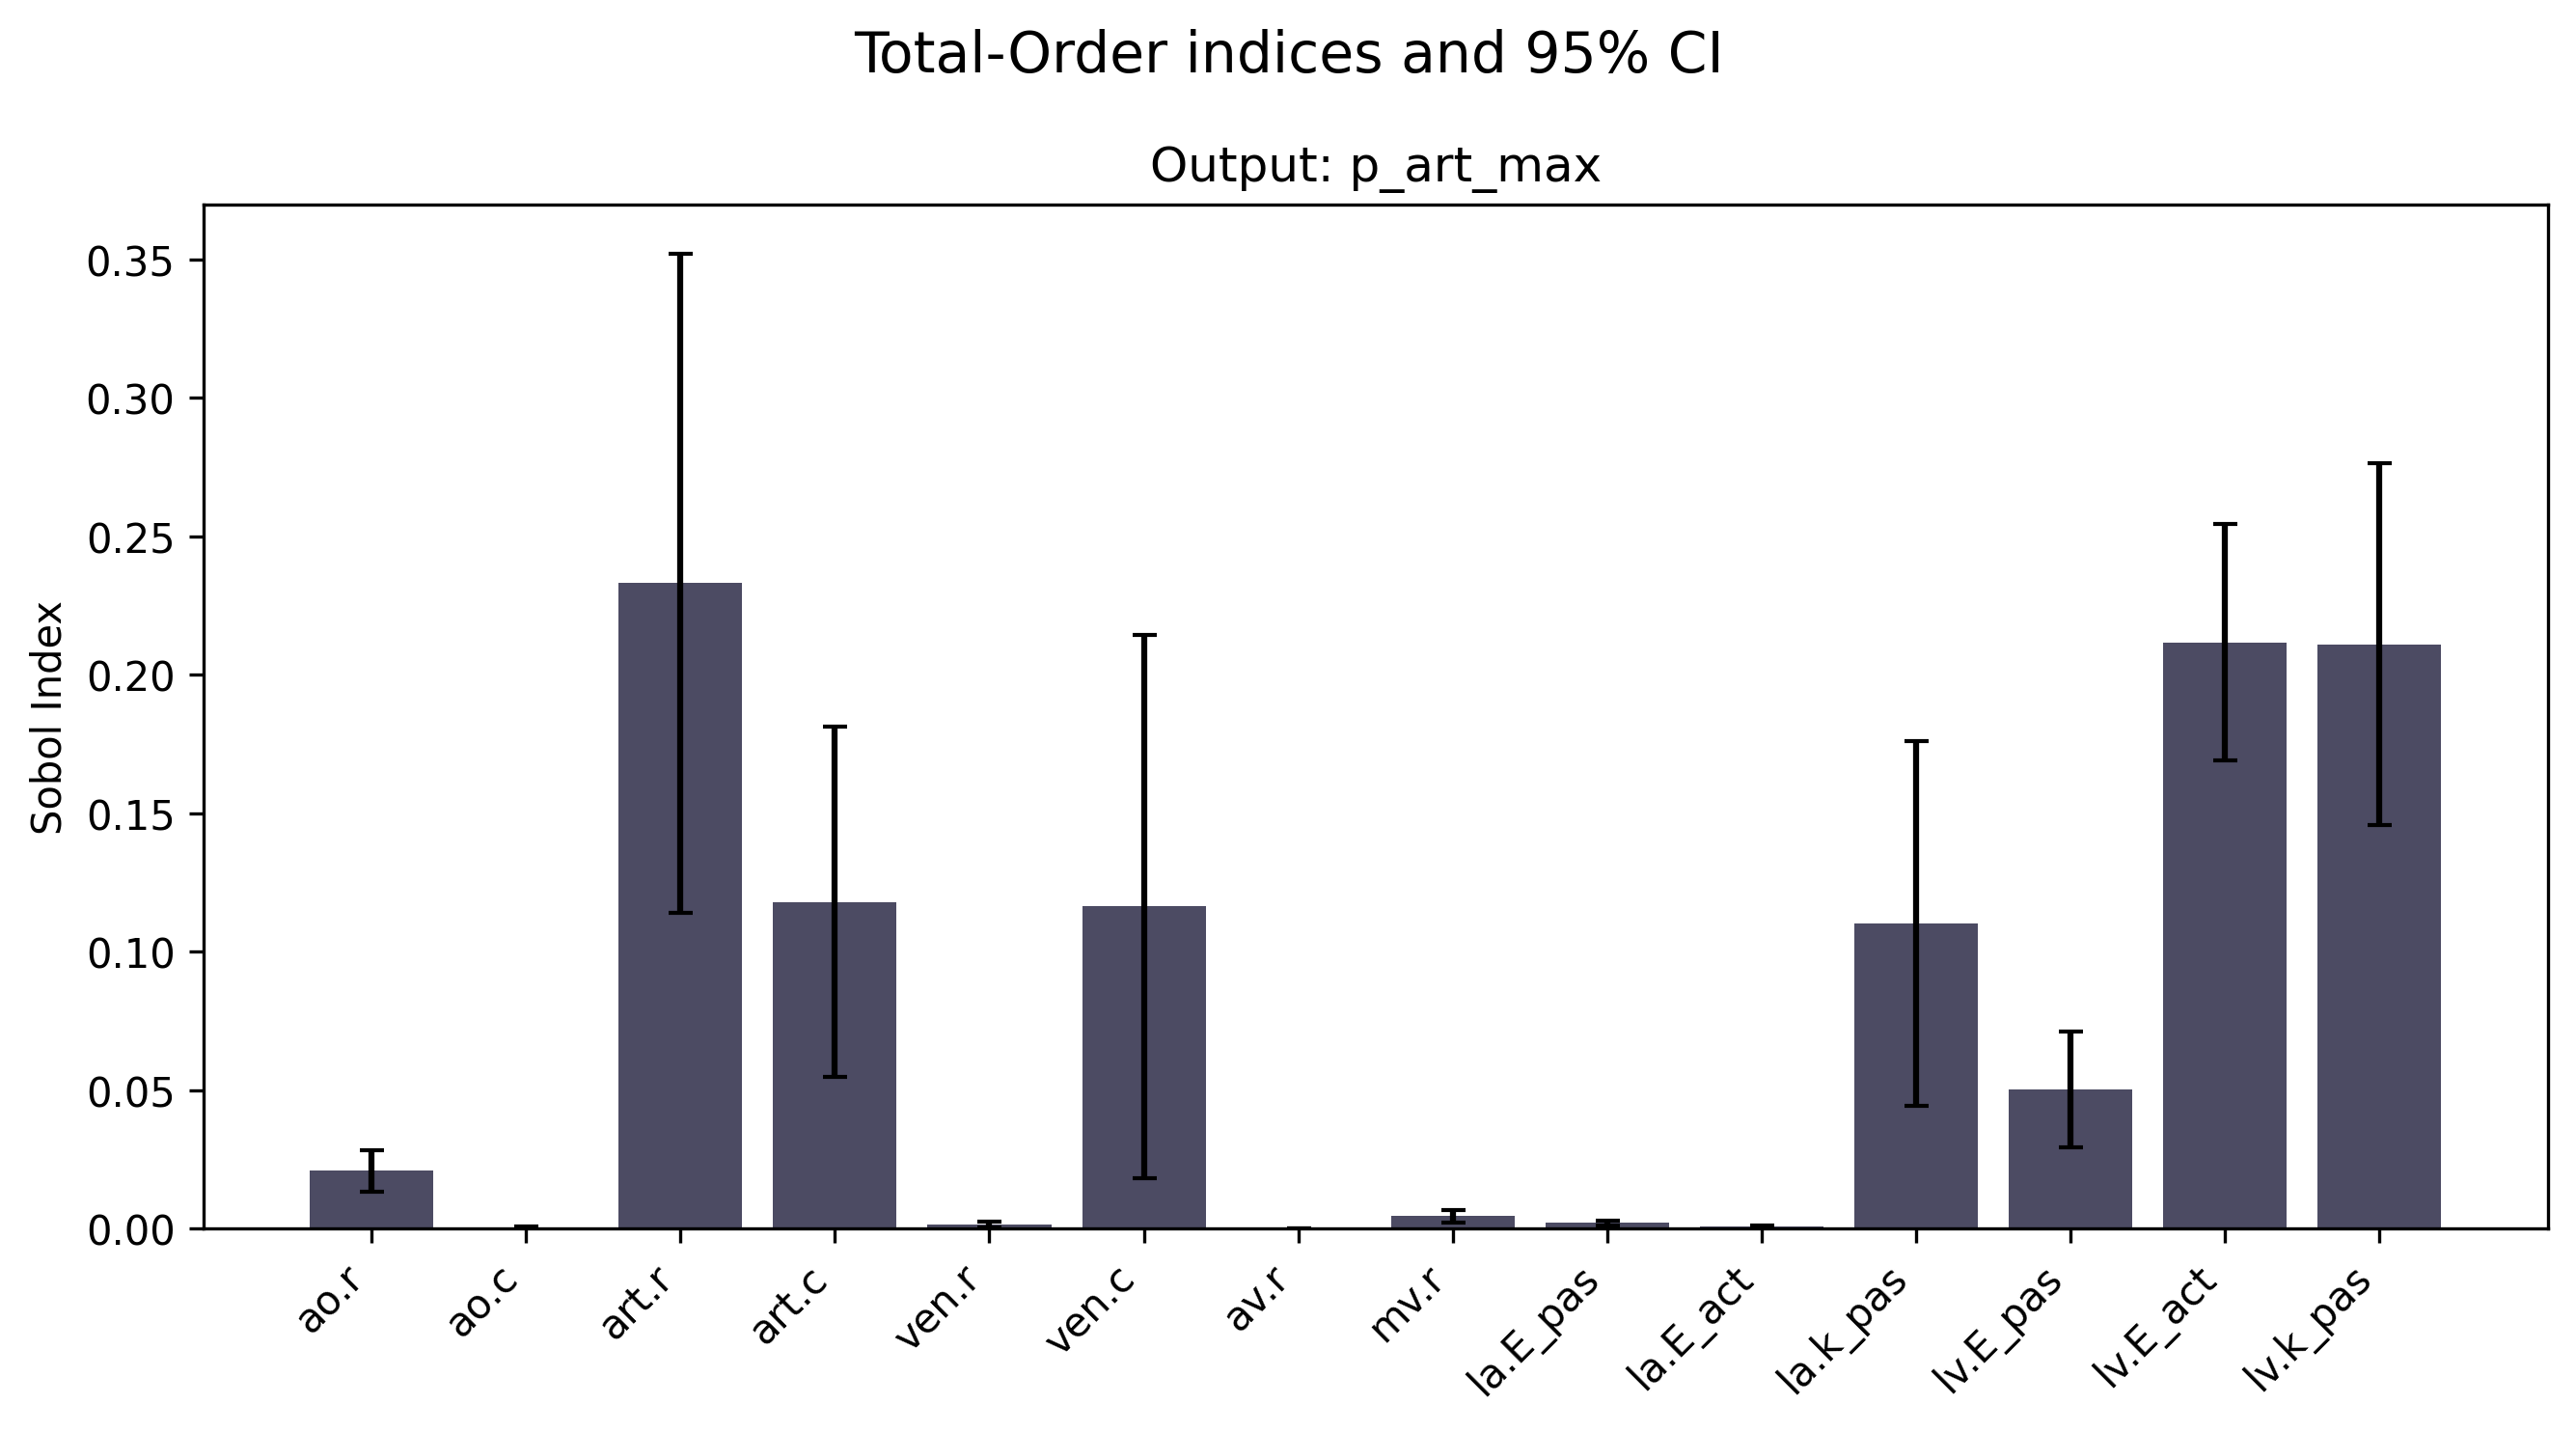 Total-Order indices and 95% CI
Output: p_art_max
Sobol Index
0.35
0.30
0.25
0.20
0.15
0.10
0.05
0.00
ao.r
ao.c
art.r
art.c
ven.r
ven.c
av.r
mv.r
la.E_pas
la.E_act
la.k_pas
lv.E_pas
lv.E_act
lv.k_pas